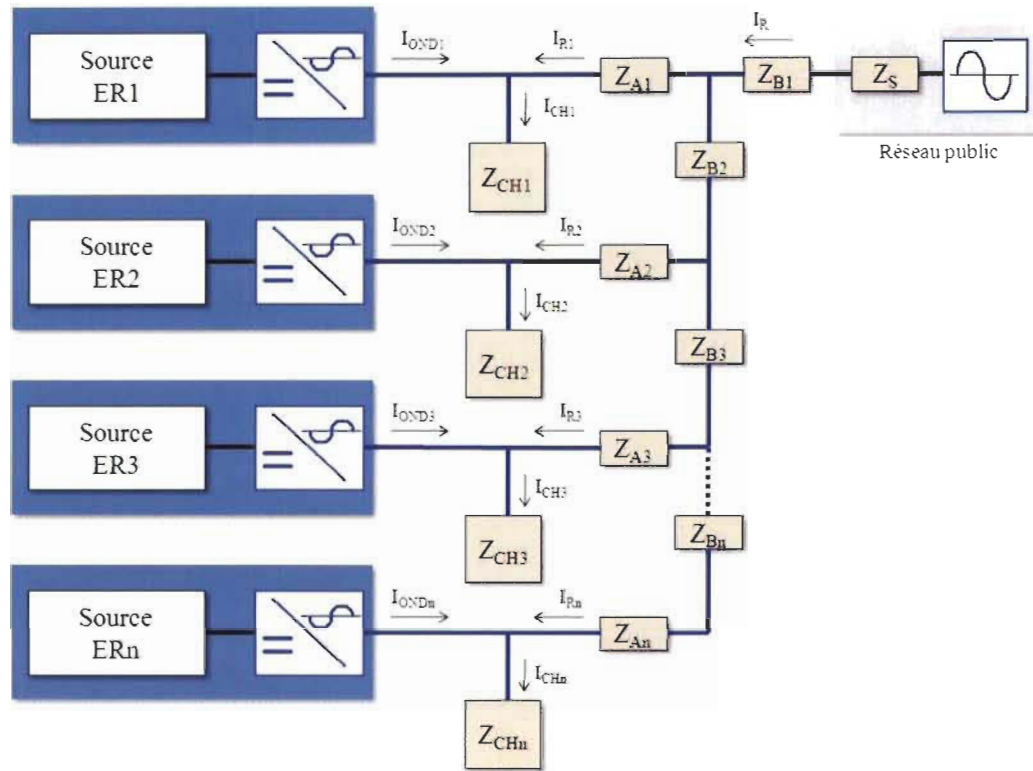 Source
ER1
=
I_OND1
I_CH1
Z_CH1
I_R1
Z_A1
I_R
Z_B1
Z_S
Réseau public
Z_B2
Source
ER2
=
I_OND2
I_CH2
Z_CH2
I_R2
Z_A2
Z_B3
Source
ER3
=
I_OND3
I_CH3
Z_CH3
I_R3
Z_A3
Z_Bn
Source
ERn
=
I_ONDn
I_CHn
Z_CHn
I_Rn
Z_An